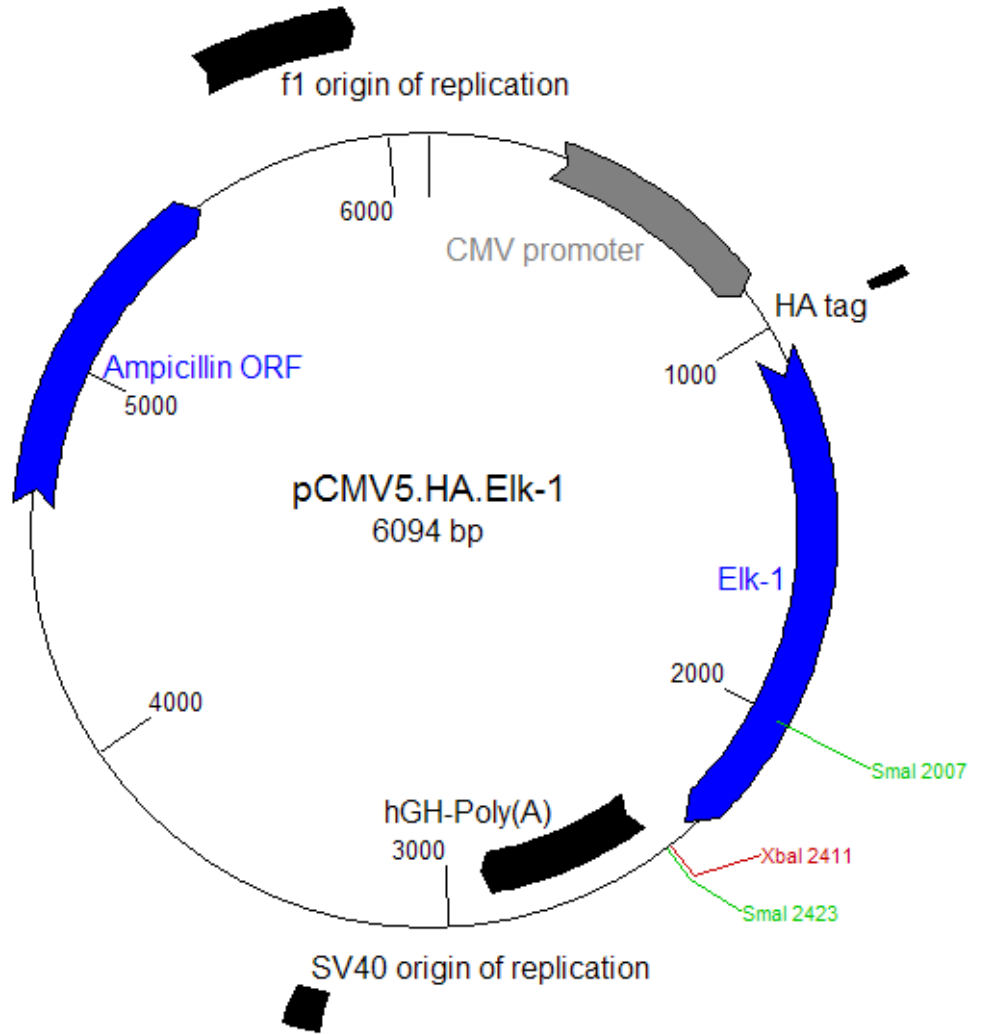 f1 origin of replication
6000
CMV promoter
HA tag
1000
Ampicillin ORF
5000
pCMV5.HA.Elk-1
6094 bp
Elk-1
2000
4000
SmaI 2007
hGH-Poly(A)
3000
XbaI 2411
SmaI 2423
SV40 origin of replication